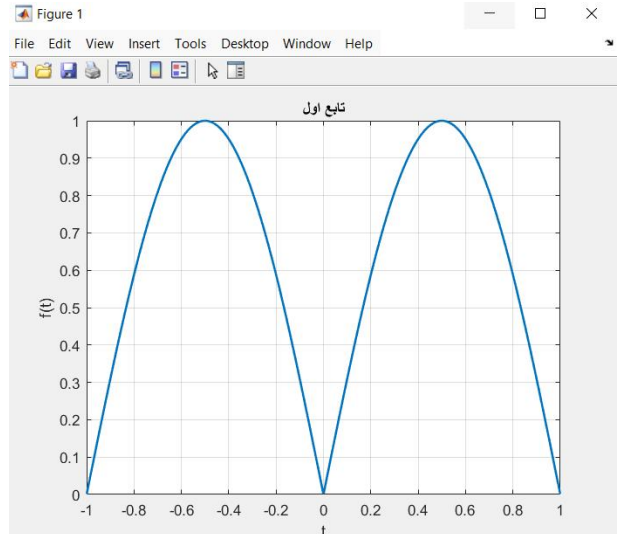 Figure 1
File Edit View Insert Tools Desktop Window Help
تابع اول
1
0.9
0.8
0.7
0.6
0.5
0.4
0.3
0.2
0.1
0
f(t)
-1 -0.8 -0.6 -0.4 -0.2 0 0.2 0.4 0.6 0.8 1
t